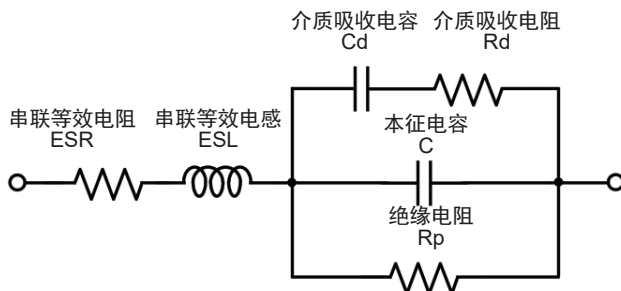 介质吸收电容
Cd
介质吸收电阻
Rd
串联等效电阻
ESR
串联等效电感
ESL
本征电容
C
绝缘电阻
Rp